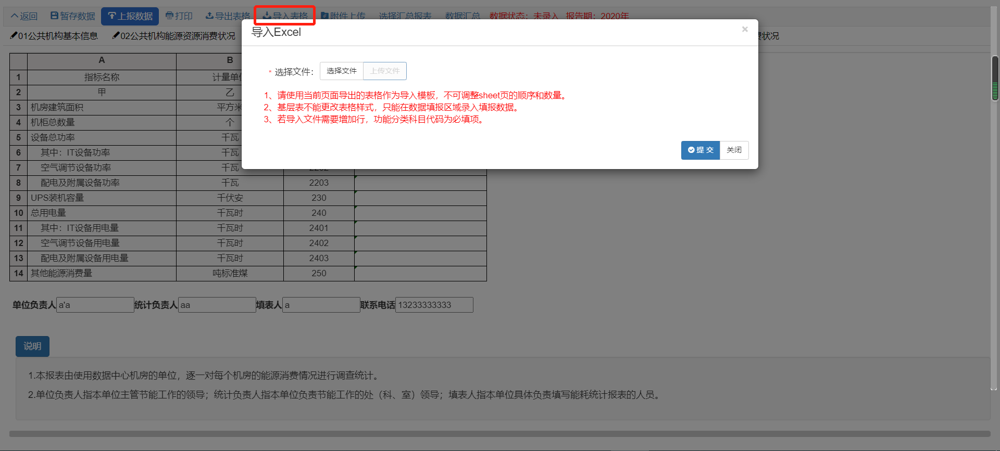 返回 暂存数据 上报数据 打印 导出表格 导入表格 附件上传 选择汇总报表 数据汇总 数据状态：未录入 报告期：2020年
01公共机构基本信息 02公共机构能源资源消费状况 费状况
导入Excel ×
* 选择文件： 选择文件 上传文件
1、请使用当前页面导出的表格作为导入模板，不可调整sheet页的顺序和数量。
2、基层表不能更改表格样式，只能在数据填报区域录入填报数据。
3、若导入文件需要增加行，功能分类科目代码为必填项。
提 交 关闭
A B
1 指标名称 计量单位
2 甲 乙
3 机房建筑面积 平方米
4 机柜总数量 个
5 设备总功率 千瓦
6 其中：IT设备功率 千瓦
7 空气调节设备功率 千瓦 2202
8 配电及附属设备功率 千瓦 2203
9 UPS装机容量 千伏安 230
10 总用电量 千瓦时 240
11 其中：IT设备用电量 千瓦时 2401
12 空气调节设备用电量 千瓦时 2402
13 配电及附属设备用电量 千瓦时 2403
14 其他能源消费量 吨标准煤 250
单位负责人 a'a 统计负责人 aa 填表人 a 联系电话 13233333333
说明
1.本报表由使用数据中心机房的单位，逐一对每个机房的能源消费情况进行调查统计。
2.单位负责人指本单位主管节能工作的领导；统计负责人指本单位负责节能工作的处（科、室）领导；填表人指本单位具体负责填写能耗统计报表的人员。